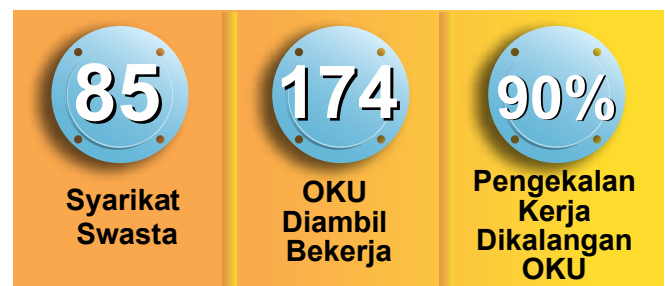 85
Syarikat
Swasta
174
OKU
Diambil
Bekerja
90%
Pengekalan
Kerja
Dikalangan
OKU